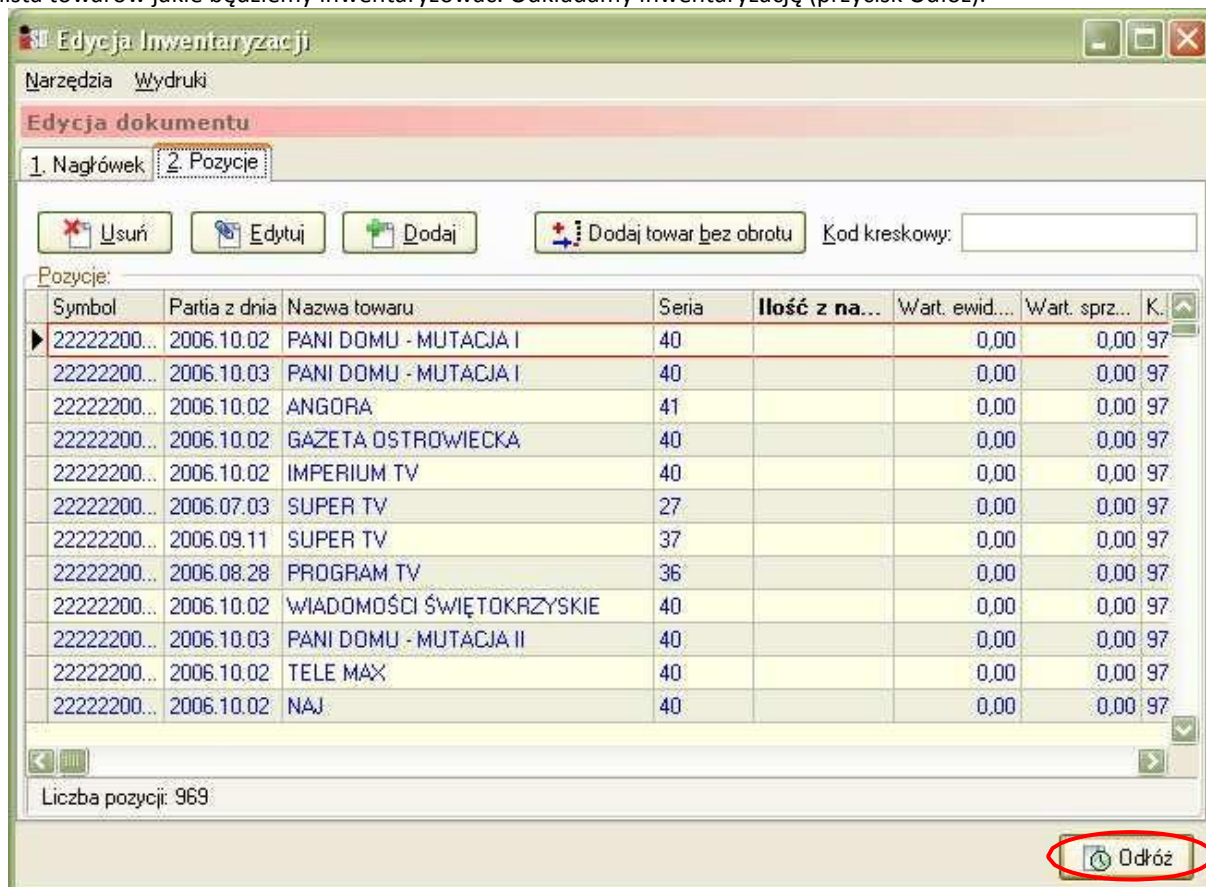 lista towarów jakie będziemy inwentaryzować. Odkładamy inwentaryzację (przycisk Odłóż).
Edycja Inwentaryzacji
Narzędzia Wydruki
Edycja dokumentu
1. Nagłówek 2. Pozycje
Usuń Edytuj Dodaj Dodaj towar bez obrotu Kod kreskowy:
Pozycje:
Symbol Partia z dnia Nazwa towaru Seria Ilość z na... Wart. ewid.... Wart. sprz... K.
22222200... 2006.10.02 PANI DOMU - MUTACJA I 40 0,00 0,00 97
22222200... 2006.10.03 PANI DOMU - MUTACJA I 40 0,00 0,00 97
22222200... 2006.10.02 ANGORA 41 0,00 0,00 97
22222200... 2006.10.02 GAZETA OSTROWIECKA 40 0,00 0,00 97
22222200... 2006.10.02 IMPERIUM TV 40 0,00 0,00 97
22222200... 2006.07.03 SUPER TV 27 0,00 0,00 97
22222200... 2006.09.11 SUPER TV 37 0,00 0,00 97
22222200... 2006.08.28 PROGRAM TV 36 0,00 0,00 97
22222200... 2006.10.02 WIADOMOŚCI ŚWIĘTOKRZYSKIE 40 0,00 0,00 97
22222200... 2006.10.03 PANI DOMU - MUTACJA II 40 0,00 0,00 97
22222200... 2006.10.02 TELE MAX 40 0,00 0,00 97
22222200... 2006.10.02 NAJ 40 0,00 0,00 97
Liczba pozycji: 969
Odłóż